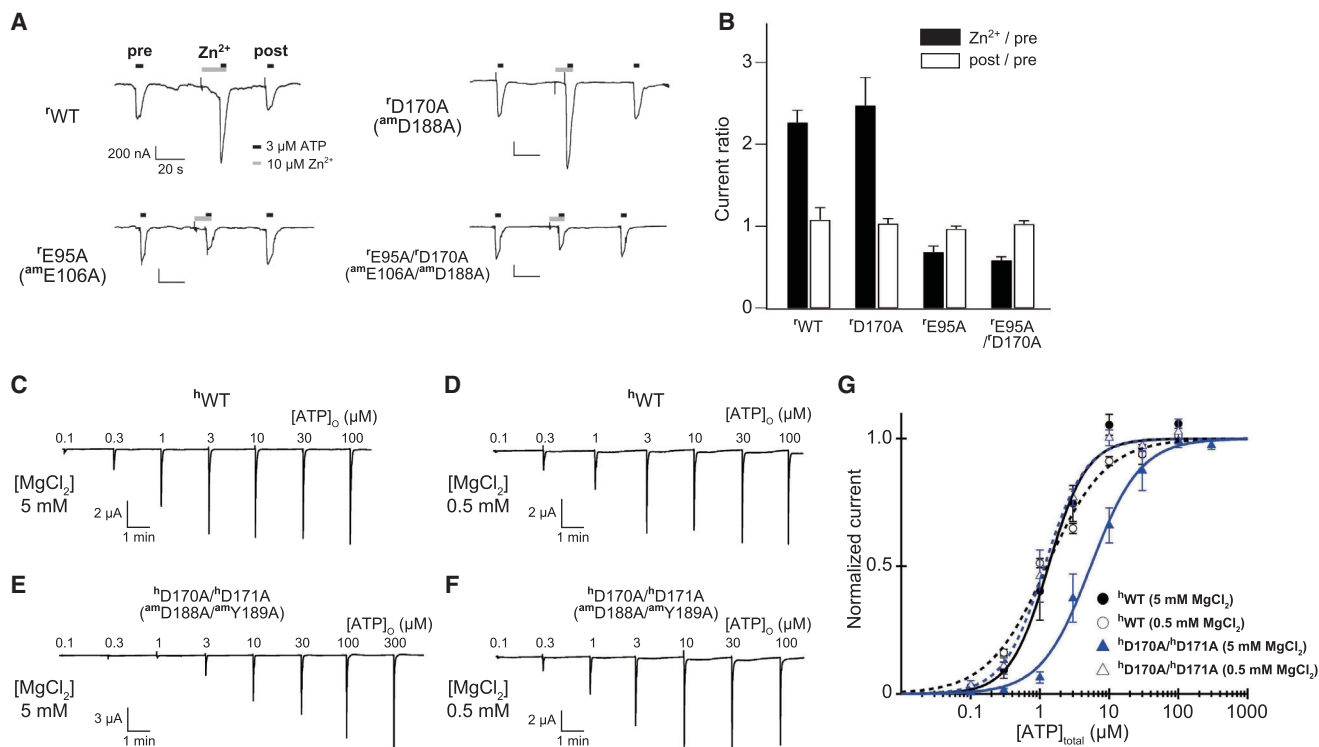 A
pre Zn²⁺ post
ʳWT
200 nA
20 s
3 µM ATP
10 µM Zn²⁺
ʳD170A
(ᵃᵐD188A)
ʳE95A
(ᵃᵐE106A)
ʳE95A/ʳD170A
(ᵃᵐE106A/ᵃᵐD188A)
B
Zn²⁺ / pre
post / pre
Current ratio
3
2
1
0
ʳWT ʳD170A ʳE95A ʳE95A
/ʳD170A
C
ʰWT
[ATP]ₒ (µM)
0.1 0.3 1 3 10 30 100
[MgCl₂]
5 mM
2 µA
1 min
D
ʰWT
[ATP]ₒ (µM)
0.1 0.3 1 3 10 30 100
[MgCl₂]
0.5 mM
2 µA
1 min
E
ʰD170A/ʰD171A
(ᵃᵐD188A/ᵃᵐY189A)
[ATP]ₒ (µM)
0.1 0.3 1 3 10 30 100 300
[MgCl₂]
5 mM
3 µA
1 min
F
ʰD170A/ʰD171A
(ᵃᵐD188A/ᵃᵐY189A)
[ATP]ₒ (µM)
0.1 0.3 1 3 10 30 100
[MgCl₂]
0.5 mM
2 µA
1 min
G
Normalized current
1.0
0.5
0
ʰWT (5 mM MgCl₂)
ʰWT (0.5 mM MgCl₂)
ʰD170A/ʰD171A (5 mM MgCl₂)
ʰD170A/ʰD171A (0.5 mM MgCl₂)
0.1 1 10 100 1000
[ATP]total (µM)